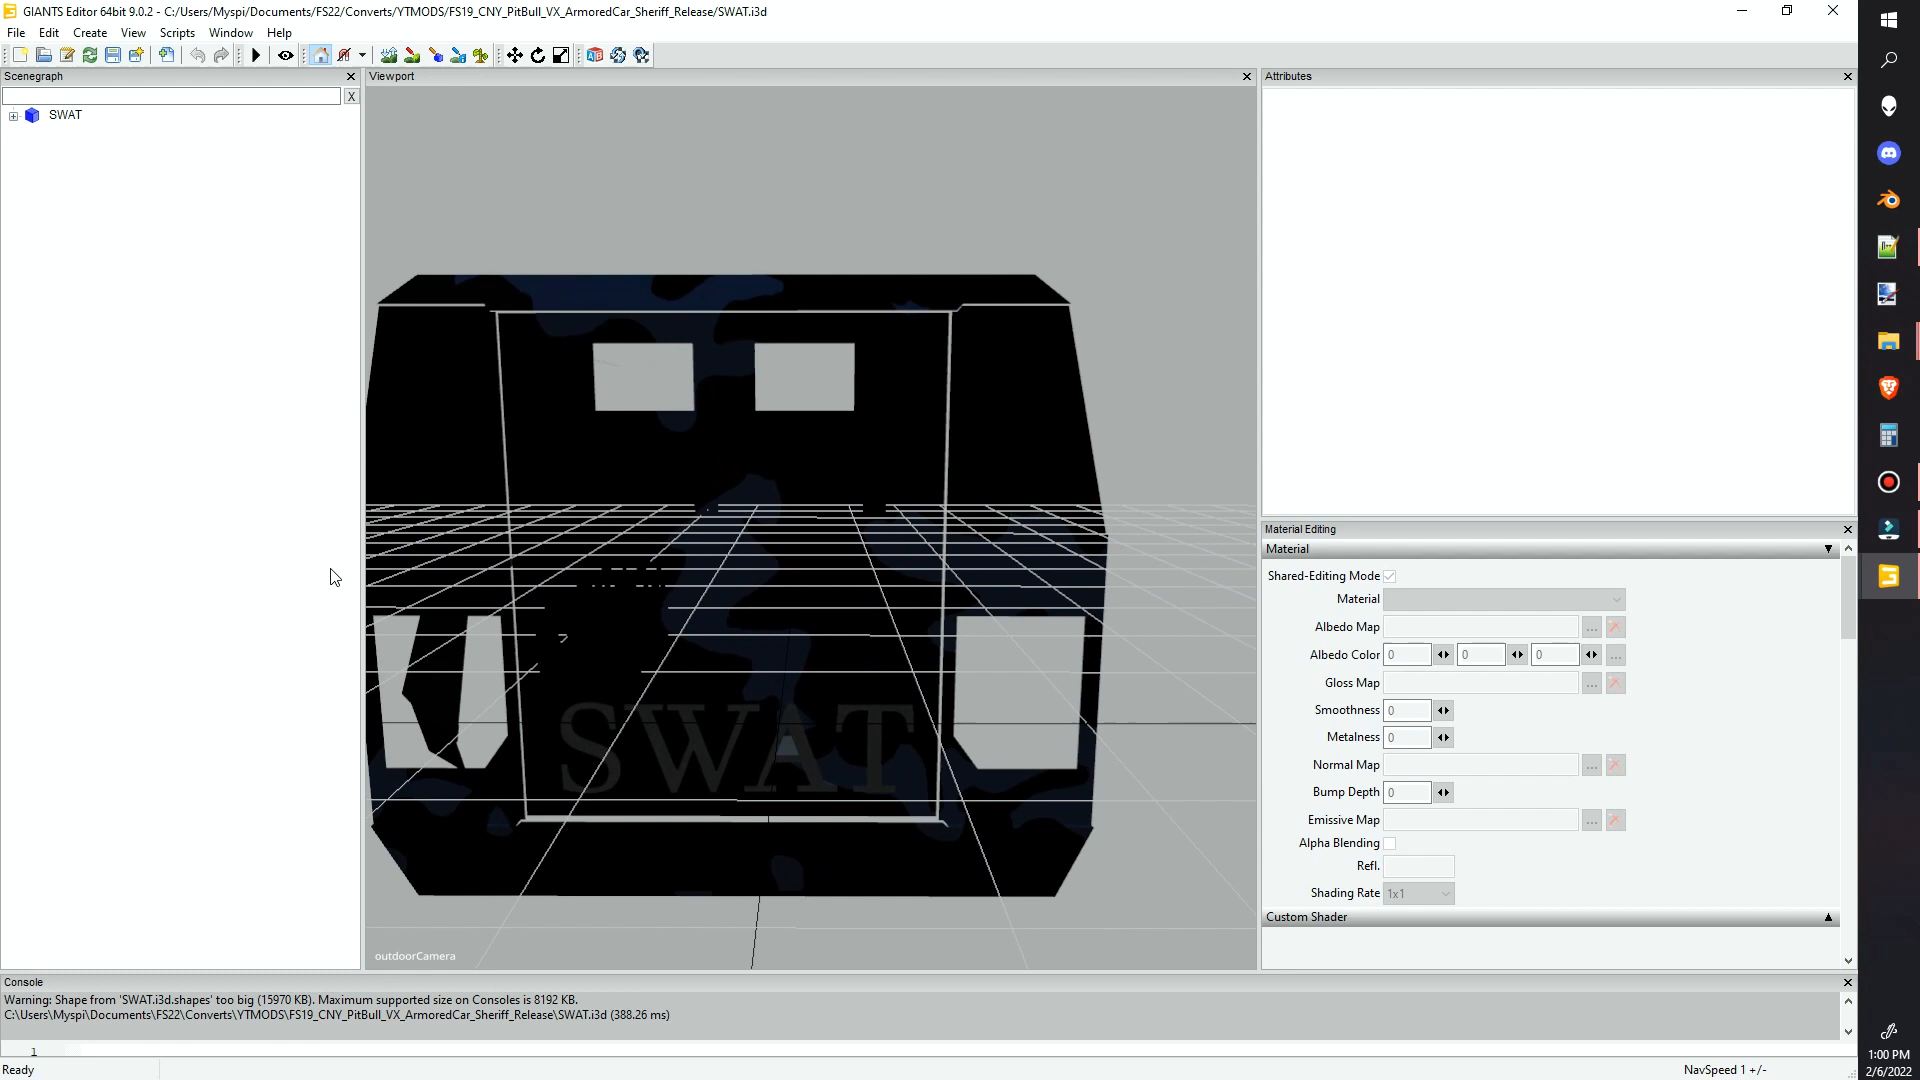 GIANTS Editor 64bit 9.0.2 - C:/Users/Myspi/Documents/FS22/Converts/YTMODS/FS19_CNY_PitBull_VX_ArmoredCar_Sheriff_Release/SWAT.i3d
File Edit Create View Scripts Window Help
Scenegraph
Viewport
Attributes
X
SWAT
SWAT
outdoorCamera
Material Editing
Material
Shared-Editing Mode
Material
Albedo Map ...
Albedo Color 0 0 0 ...
Gloss Map ...
Smoothness 0
Metalness 0
Normal Map ...
Bump Depth 0
Emissive Map ...
Alpha Blending
Refl.
Shading Rate 1x1
Custom Shader
Console
Warning: Shape from 'SWAT.i3d.shapes' too big (15970 KB). Maximum supported size on Consoles is 8192 KB.
C:\Users\Myspi\Documents\FS22\Converts\YTMODS\FS19_CNY_PitBull_VX_ArmoredCar_Sheriff_Release\SWAT.i3d (388.26 ms)
1
Ready
NavSpeed 1 +/-
1:00 PM
2/6/2022